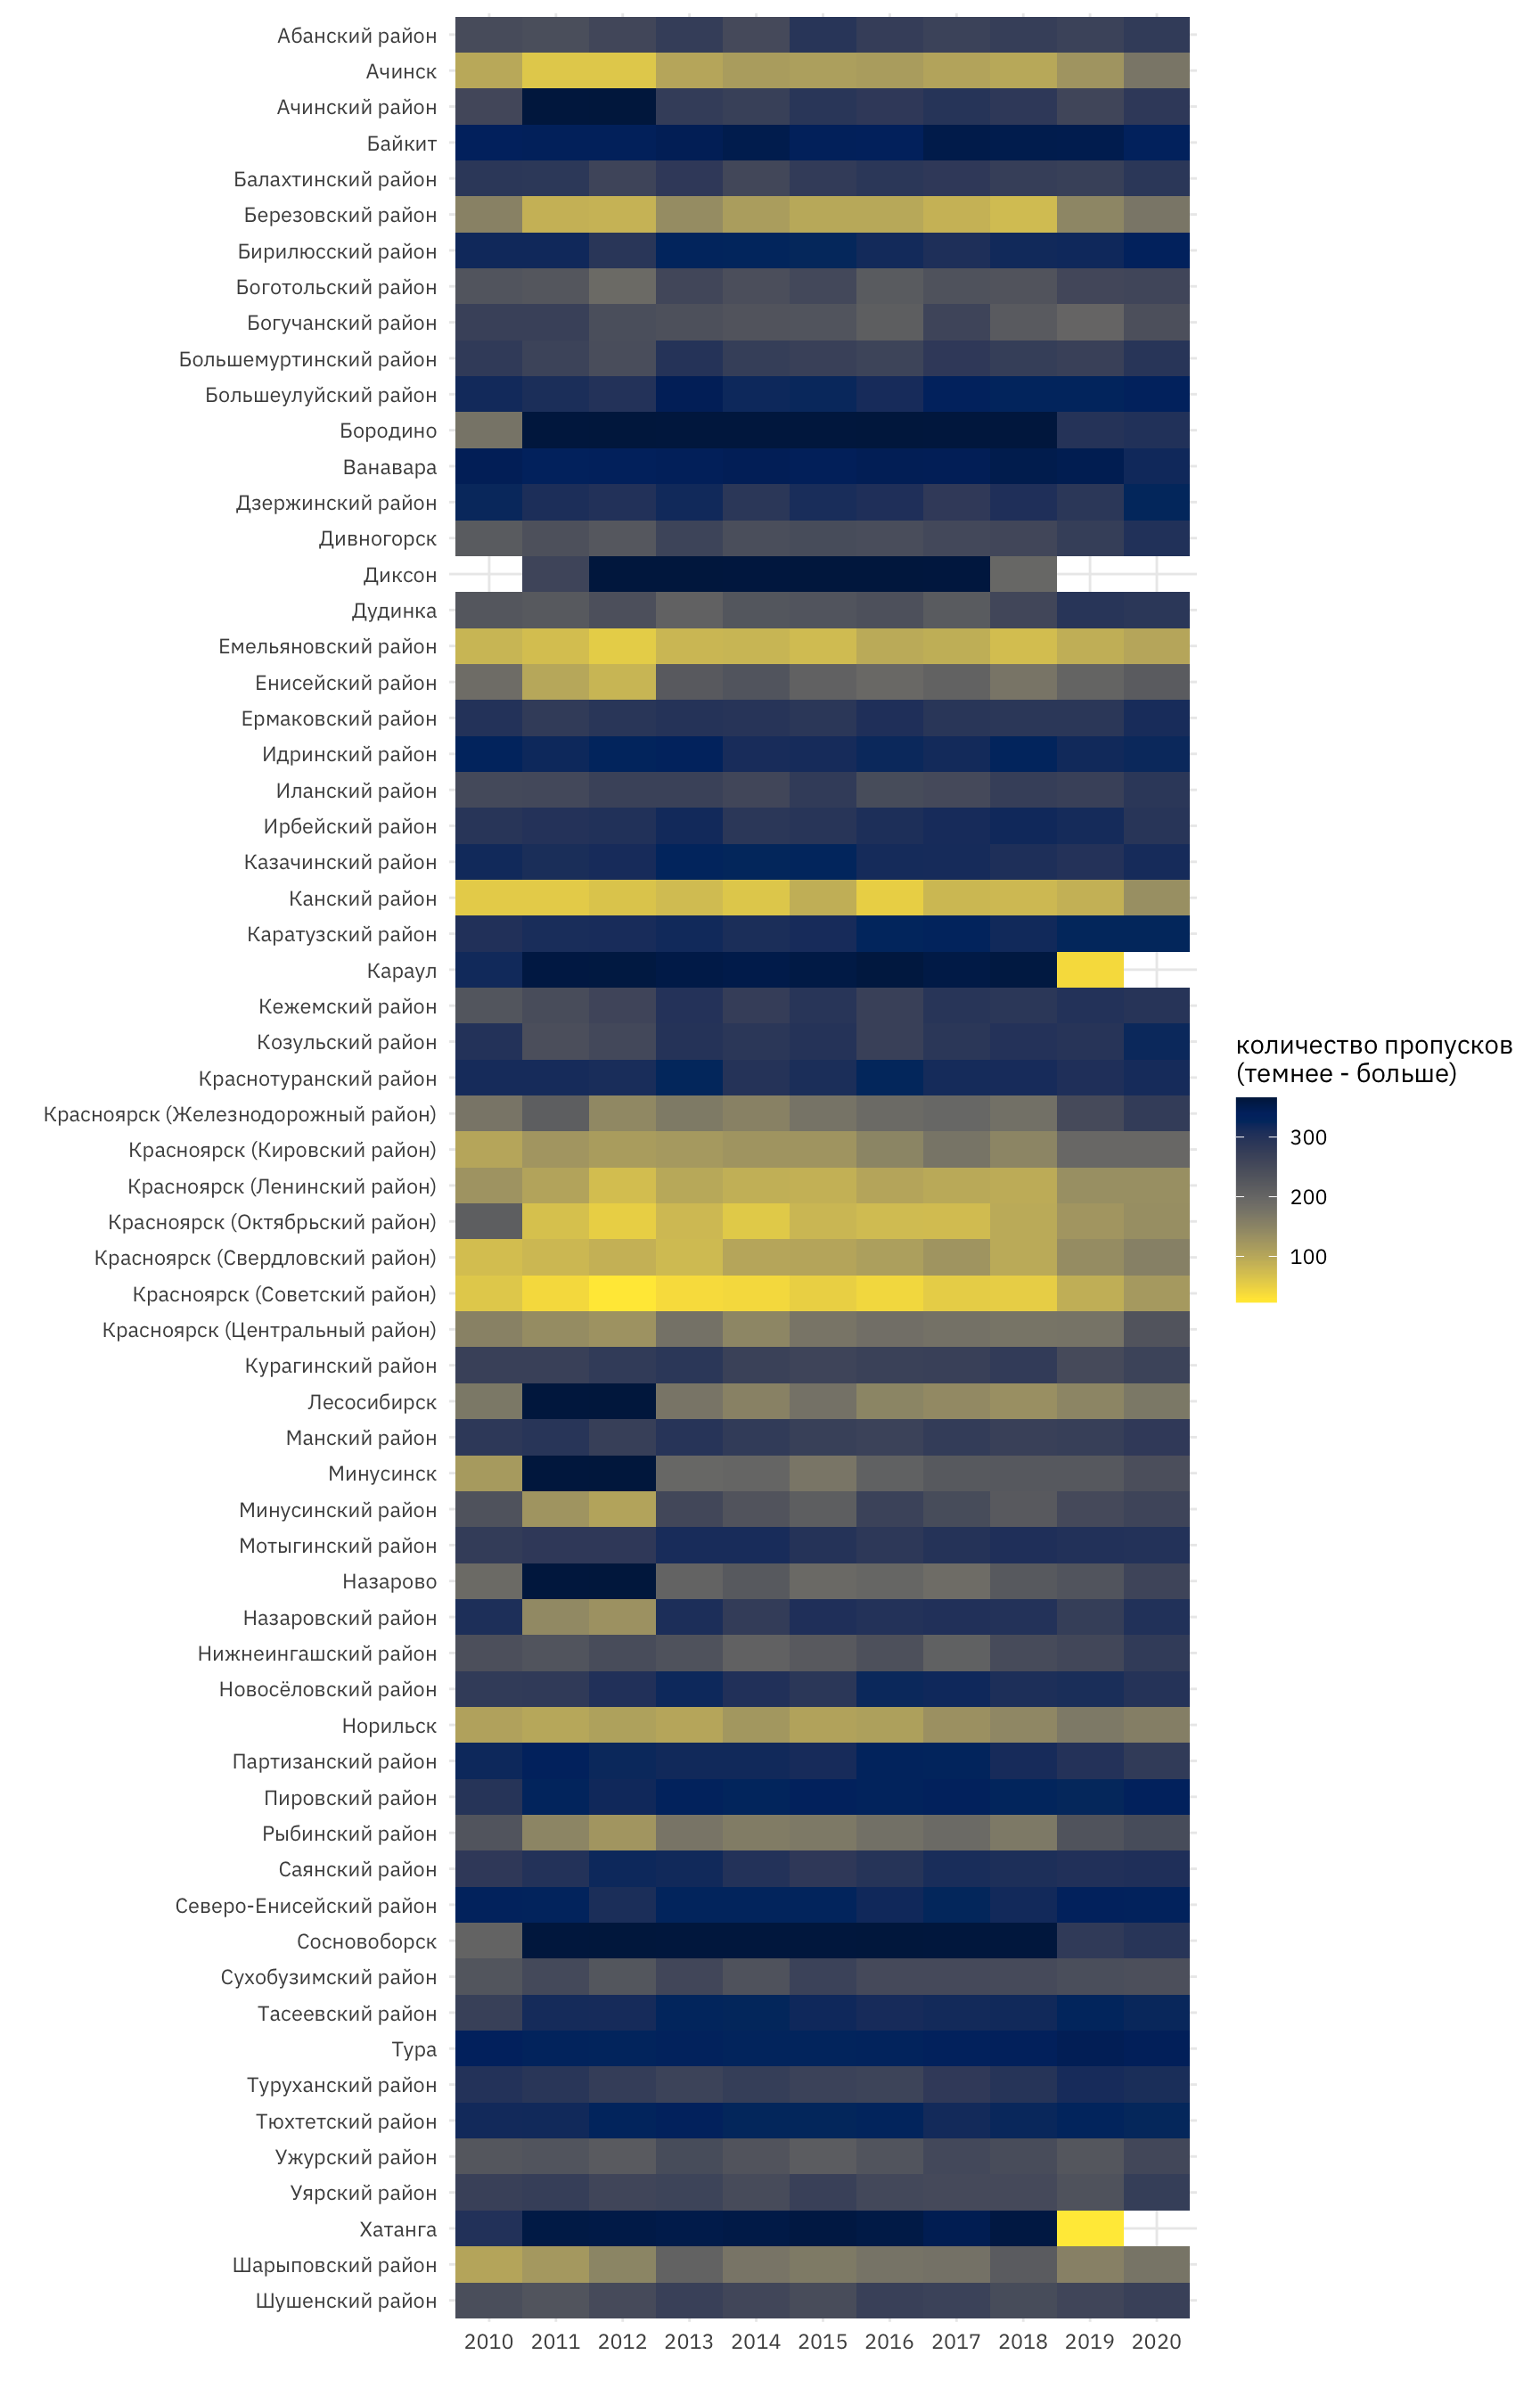 Абанский район
Ачинск
Ачинский район
Байкит
Балахтинский район
Березовский район
Бирилюсский район
Боготольский район
Богучанский район
Большемуртинский район
Большеулуйский район
Бородино
Ванавара
Дзержинский район
Дивногорск
Диксон
Дудинка
Емельяновский район
Енисейский район
Ермаковский район
Идринский район
Иланский район
Ирбейский район
Казачинский район
Канский район
Каратузский район
Караул
Кежемский район
Козульский район
Краснотуранский район
Красноярск (Железнодорожный район)
Красноярск (Кировский район)
Красноярск (Ленинский район)
Красноярск (Октябрьский район)
Красноярск (Свердловский район)
Красноярск (Советский район)
Красноярск (Центральный район)
Курагинский район
Лесосибирск
Манский район
Минусинск
Минусинский район
Мотыгинский район
Назарово
Назаровский район
Нижнеингашский район
Новосёловский район
Норильск
Партизанский район
Пировский район
Рыбинский район
Саянский район
Северо-Енисейский район
Сосновоборск
Сухобузимский район
Тасеевский район
Тура
Туруханский район
Тюхтетский район
Ужурский район
Уярский район
Хатанга
Шарыповский район
Шушенский район
2010 2011 2012 2013 2014 2015 2016 2017 2018 2019 2020
количество пропусков
(темнее - больше)
300
200
100